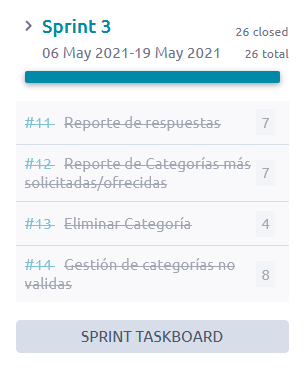 Sprint 3
26 closed
06 May 2021-19 May 2021
26 total
#11 Reporte de respuestas 7
#12 Reporte de Categorías más
solicitadas/ofrecidas 7
#13 Eliminar Categoría 4
#14 Gestión de categorías no
validas 8
SPRINT TASKBOARD